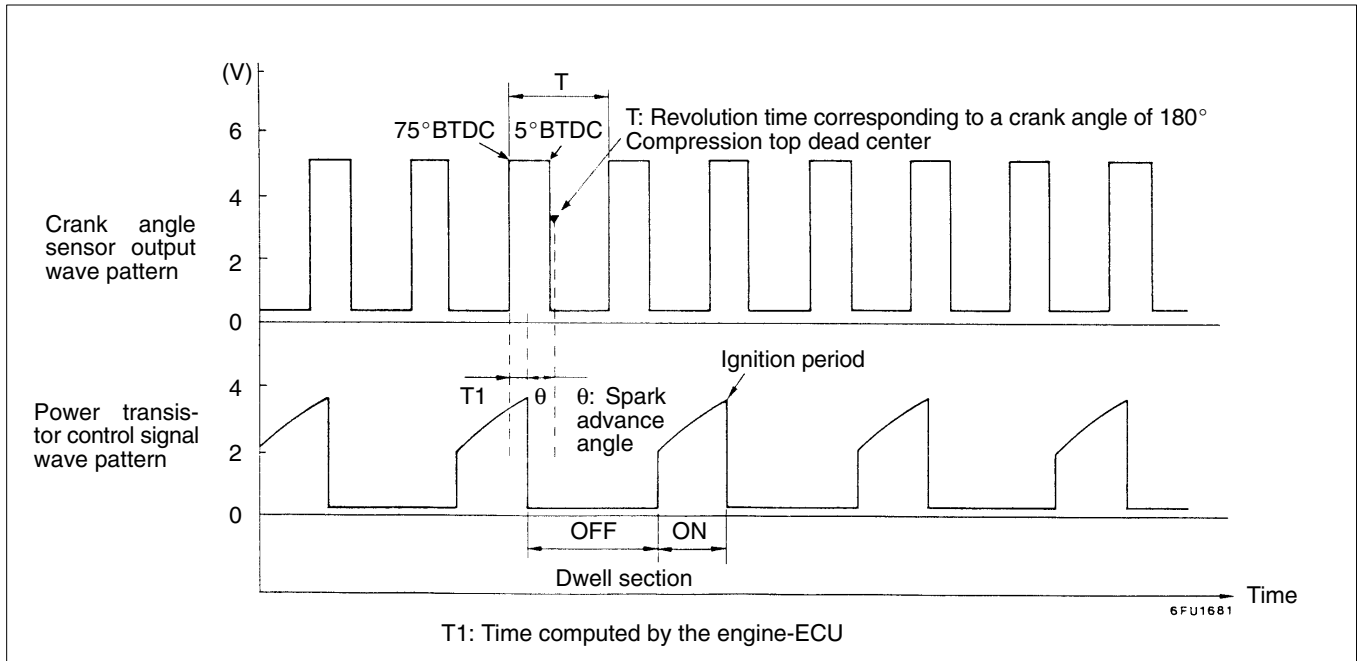 (V)
T
75°BTDC 5°BTDC
T: Revolution time corresponding to a crank angle of 180°
Compression top dead center
6
4
2
0
Crank angle
sensor output
wave pattern
Ignition period
T1 θ θ: Spark
advance
angle
4
2
0
Power transis-
tor control signal
wave pattern
OFF ON
Dwell section
Time
6FU1681
T1: Time computed by the engine-ECU